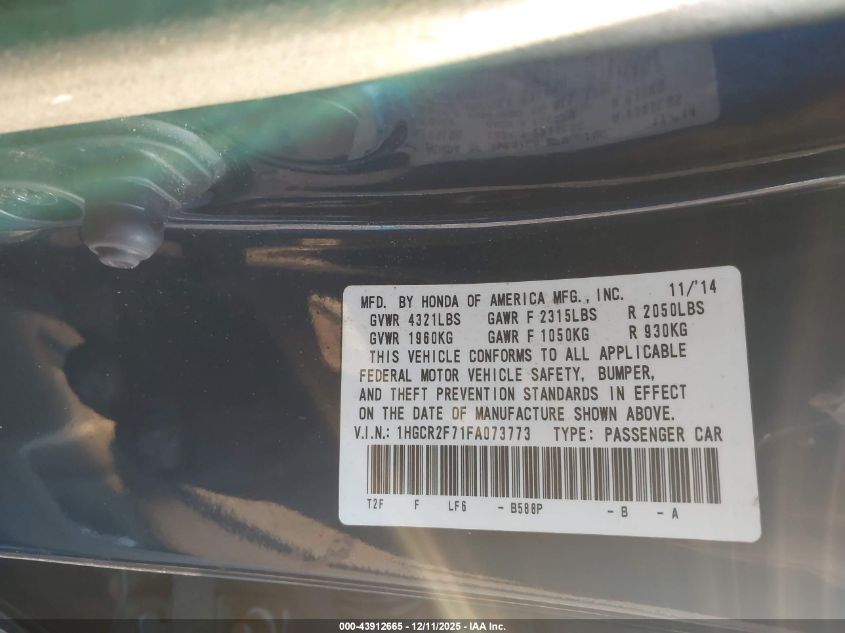 MFD. BY HONDA OF AMERICA MFG., INC. 11/'14
GVWR 4321LBS GAWR F 2315LBS R 2050LBS
GVWR 1960KG GAWR F 1050KG R 930KG
THIS VEHICLE CONFORMS TO ALL APPLICABLE
FEDERAL MOTOR VEHICLE SAFETY, BUMPER,
AND THEFT PREVENTION STANDARDS IN EFFECT
ON THE DATE OF MANUFACTURE SHOWN ABOVE.
V.I.N.: 1HGCR2F71FA073773 TYPE: PASSENGER CAR
T2F F LF6 - B588P - B - A
000-43912665 - 12/11/2025 - IAA Inc.